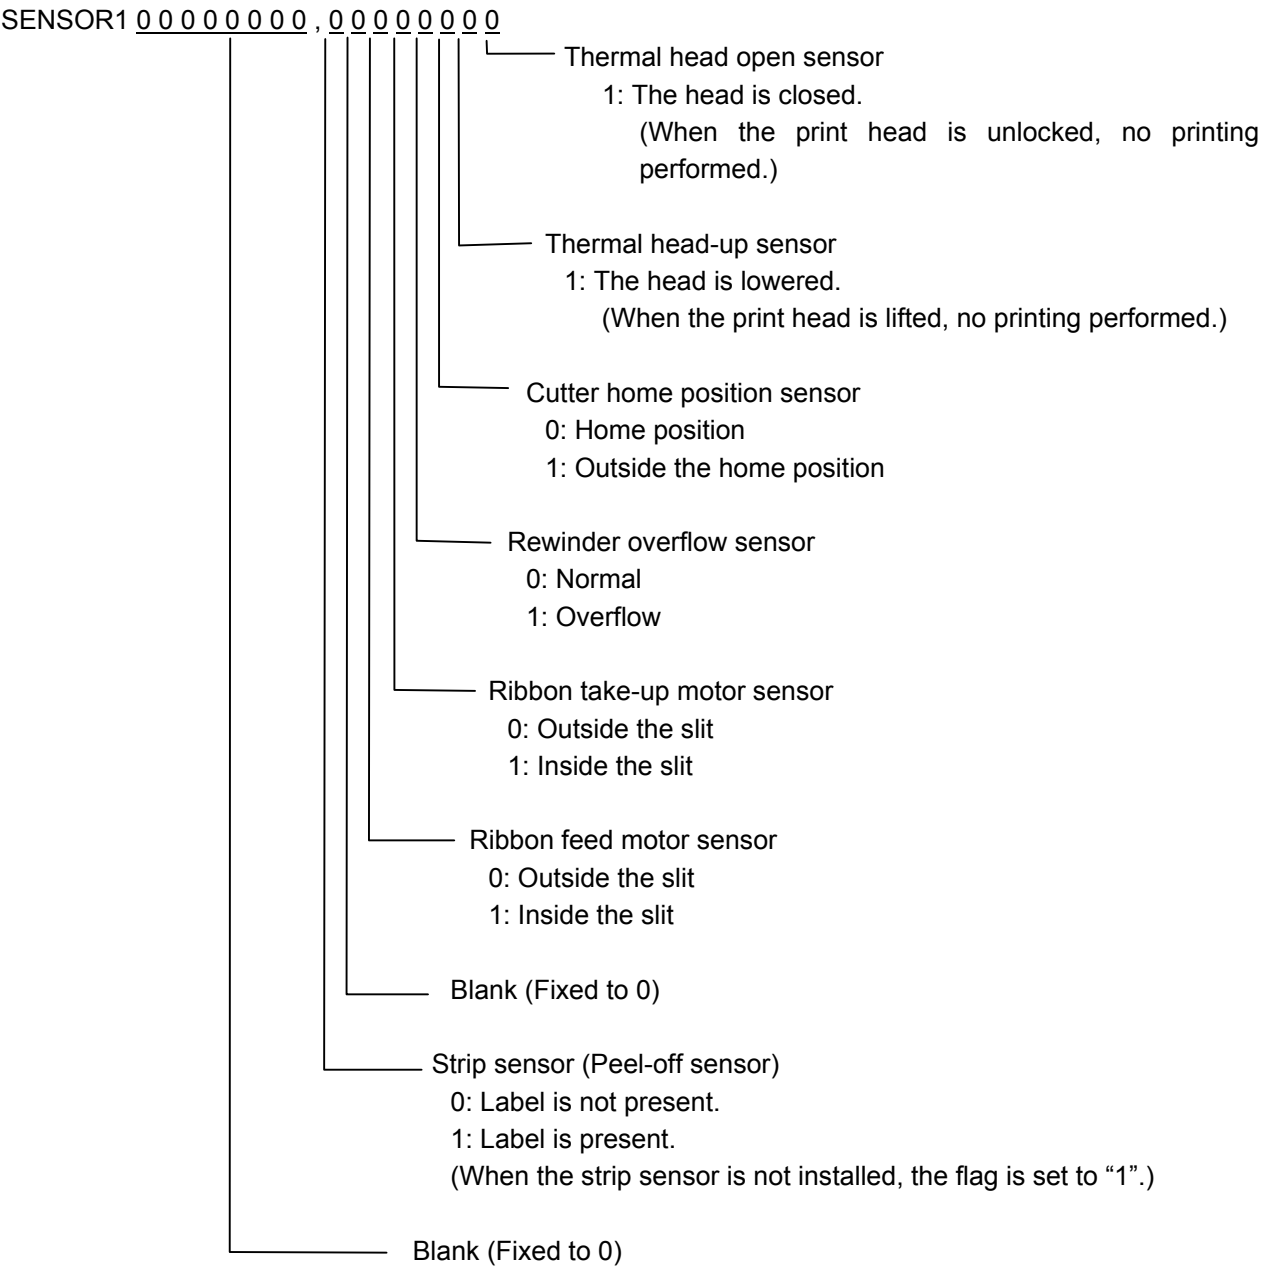 SENSOR1 0 0 0 0 0 0 0 0 , 0 0 0 0 0 0 0 0
Thermal head open sensor
1: The head is closed.
(When the print head is unlocked, no printing
performed.)
Thermal head-up sensor
1: The head is lowered.
(When the print head is lifted, no printing performed.)
Cutter home position sensor
0: Home position
1: Outside the home position
Rewinder overflow sensor
0: Normal
1: Overflow
Ribbon take-up motor sensor
0: Outside the slit
1: Inside the slit
Ribbon feed motor sensor
0: Outside the slit
1: Inside the slit
Blank (Fixed to 0)
Strip sensor (Peel-off sensor)
0: Label is not present.
1: Label is present.
(When the strip sensor is not installed, the flag is set to “1”.)
Blank (Fixed to 0)